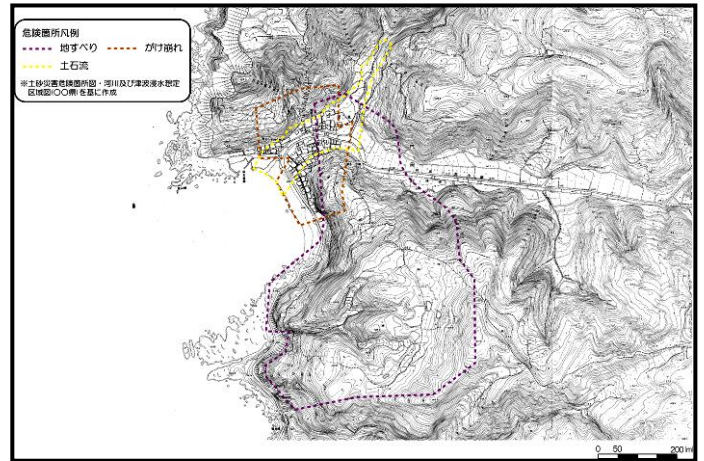 危険箇所凡例
地すべり がけ崩れ
土石流
※土砂災害危険箇所図・河川及び津波浸水想定
区域図(〇〇県)を基に作成
0 50 200m